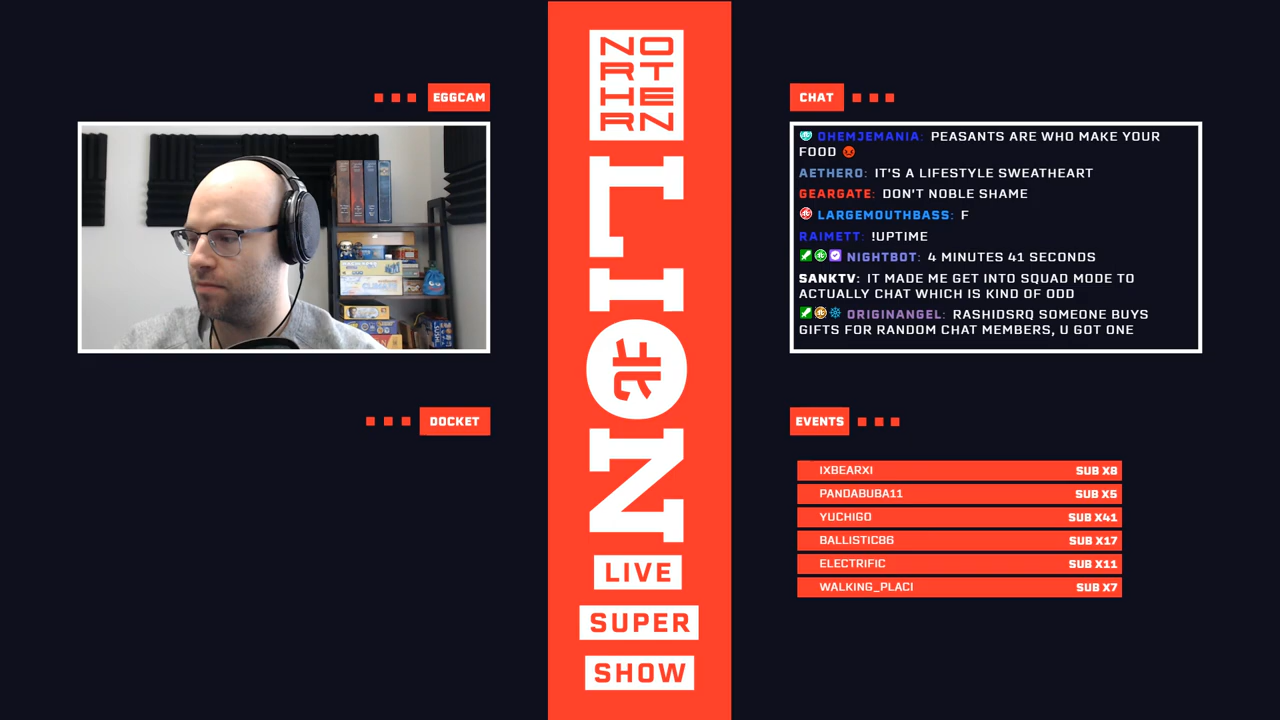 EGGCAM
DOCKET
NO
RT
HE
RN
LION
LIVE
SUPER
SHOW
CHAT
OHEMJEMANIA: PEASANTS ARE WHO MAKE YOUR
FOOD
AETHERO: IT'S A LIFESTYLE SWEATHEART
GEARGATE: DON'T NOBLE SHAME
LARGEMOUTHBASS: F
RAIMETT: !UPTIME
NIGHTBOT: 4 MINUTES 41 SECONDS
SANKTV: IT MADE ME GET INTO SQUAD MODE TO
ACTUALLY CHAT WHICH IS KIND OF ODD
ORIGINANGEL: RASHIDSRQ SOMEONE BUYS
GIFTS FOR RANDOM CHAT MEMBERS, U GOT ONE
EVENTS
IXBEARXI SUB X8
PANDABUBA11 SUB X5
YUCHIGO SUB X41
BALLISTIC86 SUB X17
ELECTRIFIC SUB X11
WALKING_PLACI SUB X7